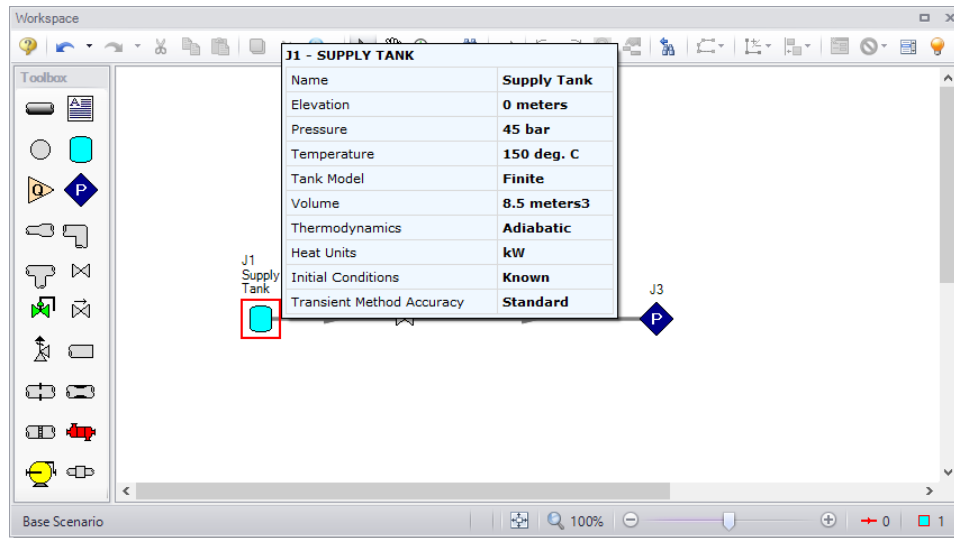 Workspace
J1 - SUPPLY TANK
Name Supply Tank
Elevation 0 meters
Pressure 45 bar
Temperature 150 deg. C
Tank Model Finite
Volume 8.5 meters3
Thermodynamics Adiabatic
Heat Units kW
Initial Conditions Known
Transient Method Accuracy Standard
Toolbox
A
Q P
J1
Supply
Tank
J3
P
Base Scenario 100% 0 1